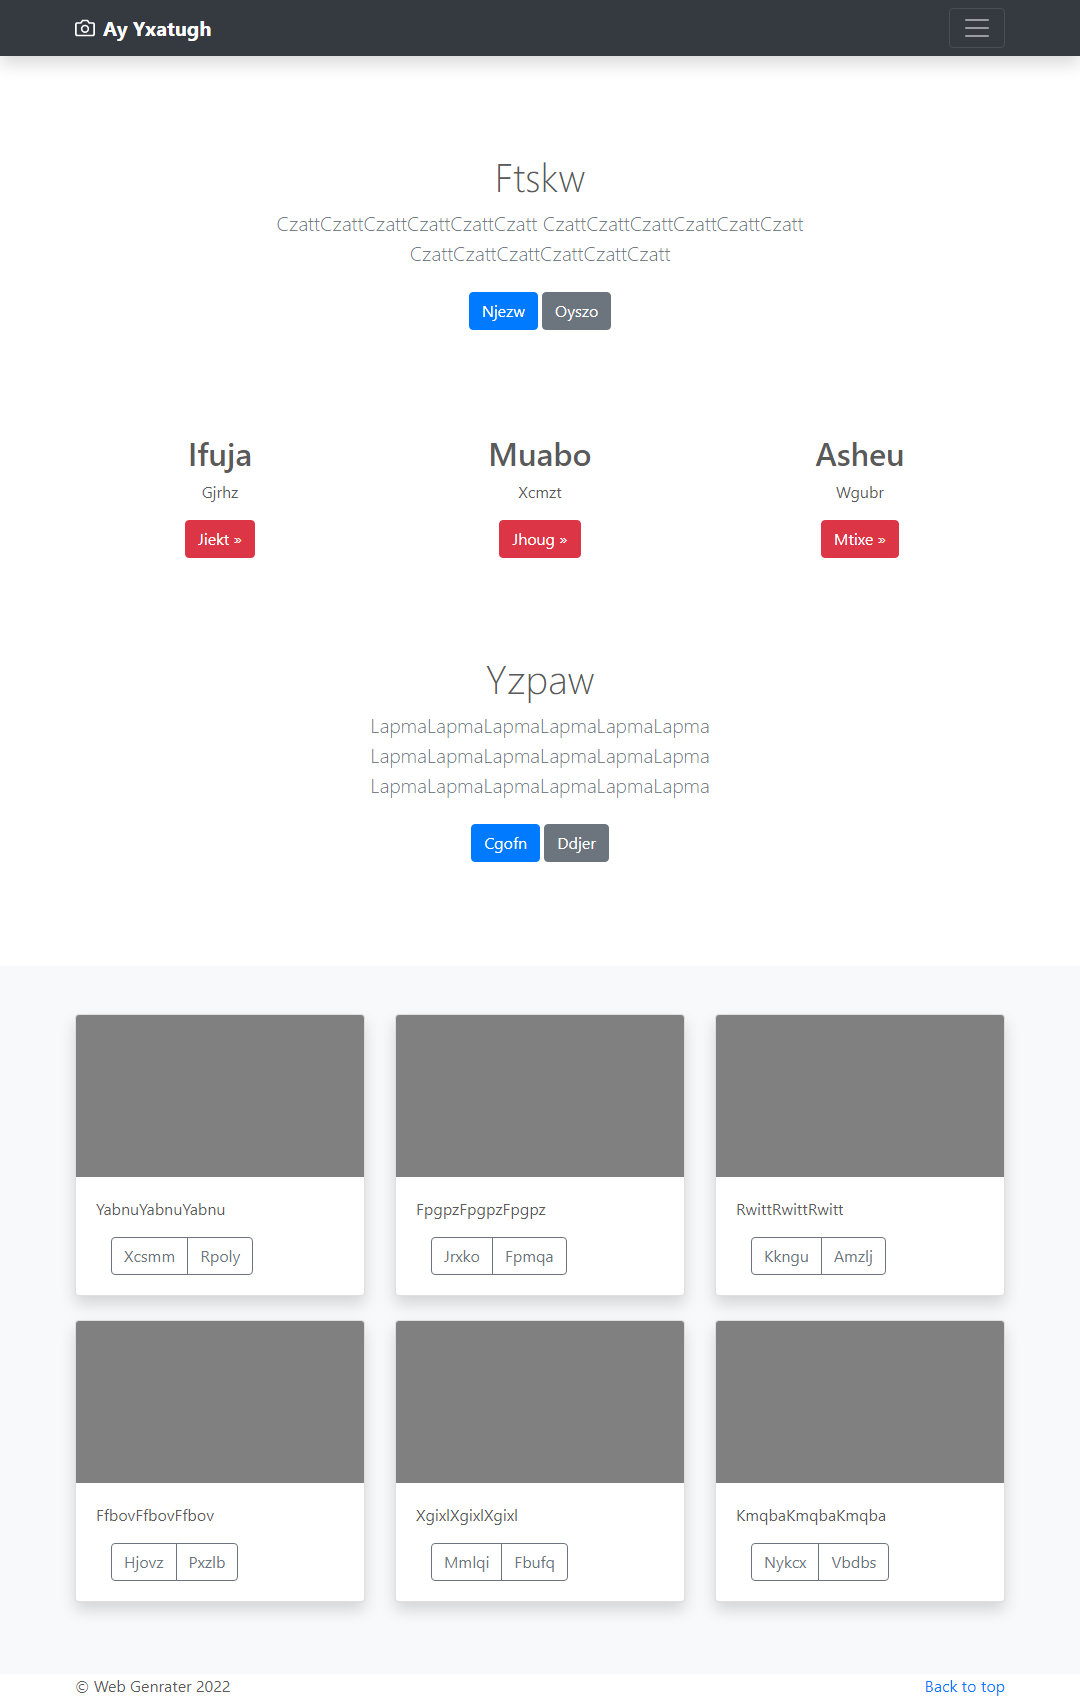 Ay Yxatugh
Ftskw
CzattCzattCzattCzattCzattCzatt CzattCzattCzattCzattCzattCzatt
CzattCzattCzattCzattCzattCzatt
Njezw Oyszo
Ifuja Muabo Asheu
Gjrhz Xcmzt Wgubr
Jiekt » Jhoug » Mtixe »
Yzpaw
LapmaLapmaLapmaLapmaLapmaLapma
LapmaLapmaLapmaLapmaLapmaLapma
LapmaLapmaLapmaLapmaLapmaLapma
Cgofn Ddjer
YabnuYabnuYabnu FpgpzFpgpzFpgpz RwittRwittRwitt
Xcsmm Rpoly Jrxko Fpmqa Kkngu Amzlj
FfbovFfbovFfbov XgixlXgixlXgixl KmqbaKmqbaKmqba
Hjovz Pxzlb Mmlqi Fbufq Nykcx Vbdbs
© Web Genrater 2022 Back to top